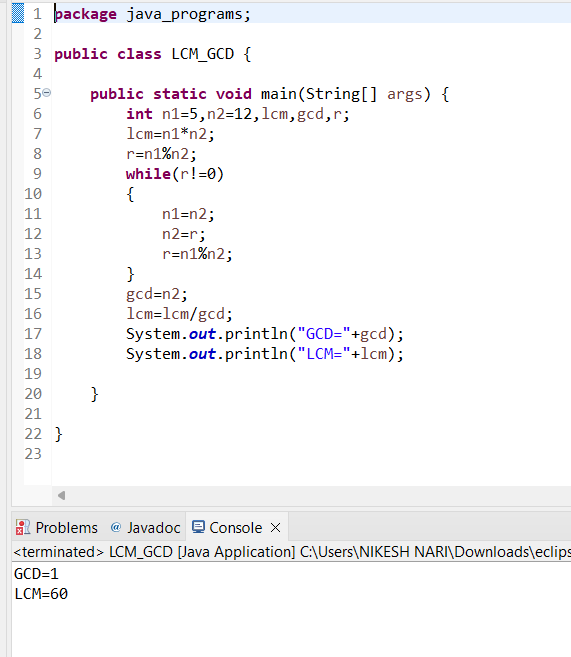 1 package java_programs;
2
3 public class LCM_GCD {
4
5 public static void main(String[] args) {
6 int n1=5,n2=12,lcm,gcd,r;
7 lcm=n1*n2;
8 r=n1%n2;
9 while(r!=0)
10 {
11 n1=n2;
12 n2=r;
13 r=n1%n2;
14 }
15 gcd=n2;
16 lcm=lcm/gcd;
17 System.out.println("GCD="+gcd);
18 System.out.println("LCM="+lcm);
19
20 }
21
22 }
23
Problems @ Javadoc Console
<terminated> LCM_GCD [Java Application] C:\Users\NIKESH NARI\Downloads\eclips
GCD=1
LCM=60